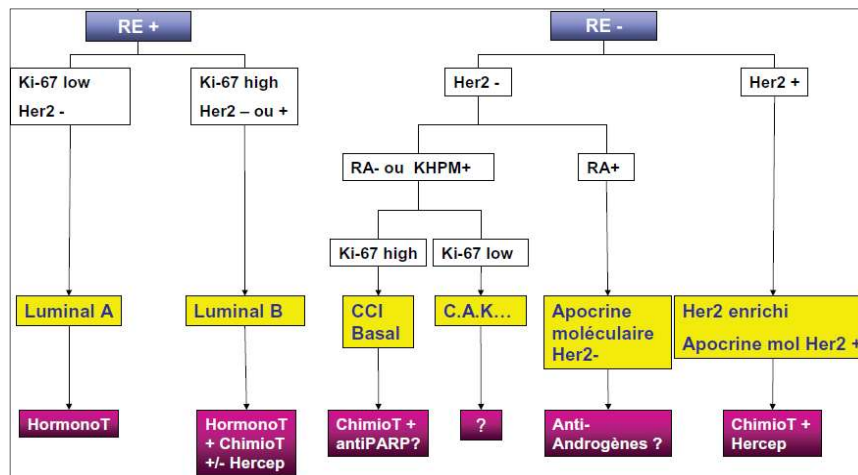 RE +
RE -
Ki-67 low
Her2 -
Ki-67 high
Her2 – ou +
Her2 -
Her2 +
RA- ou KHPM+
RA+
Ki-67 high
Ki-67 low
Luminal A
Luminal B
CCI
Basal
C.A.K...
Apocrine
moléculaire
Her2-
Her2 enrichi
Apocrine mol Her2 +
HormonoT
HormonoT
+ ChimioT
+/- Hercep
ChimioT +
antiPARP?
?
Anti-
Androgènes ?
ChimioT +
Hercep